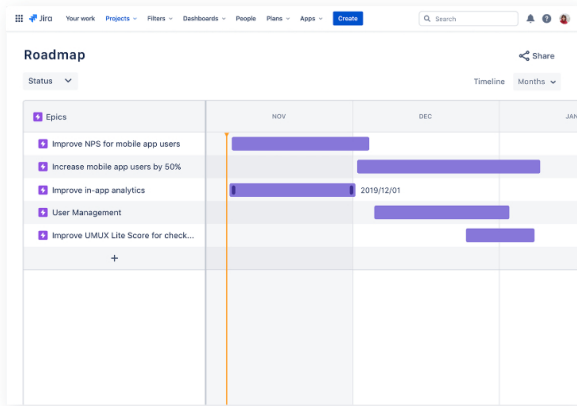 Jira Your work Projects Filters Dashboards People Plans Apps Create Search
Roadmap
Share
Status
Timeline Months
Epics NOV DEC JAN
Improve NPS for mobile app users
Increase mobile app users by 50%
Improve in-app analytics 2019/12/01
User Management
Improve UMUX Lite Score for check...